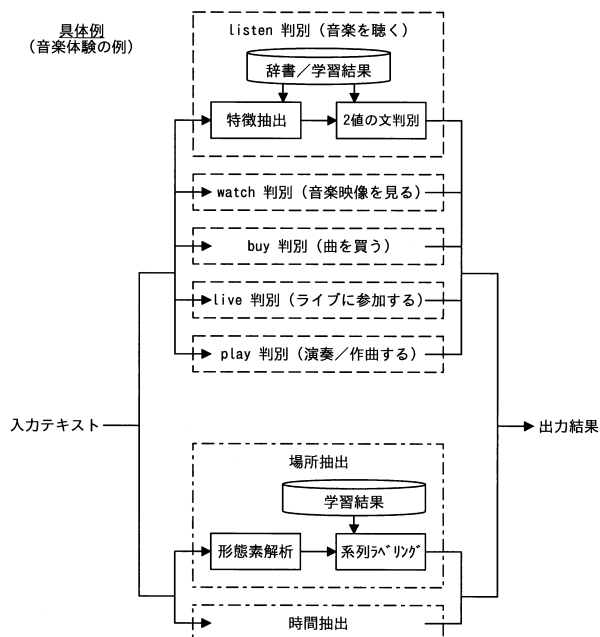 具体例
(音楽体験の例)
listen 判別(音楽を聴く)
辞書／学習結果
特徴抽出
2値の文判別
watch 判別(音楽映像を見る)
buy 判別(曲を買う)
live 判別(ライブに参加する)
play 判別(演奏／作曲する)
入力テキスト
出力結果
場所抽出
学習結果
形態素解析
系列ﾗﾍﾞﾘﾝｸﾞ
時間抽出